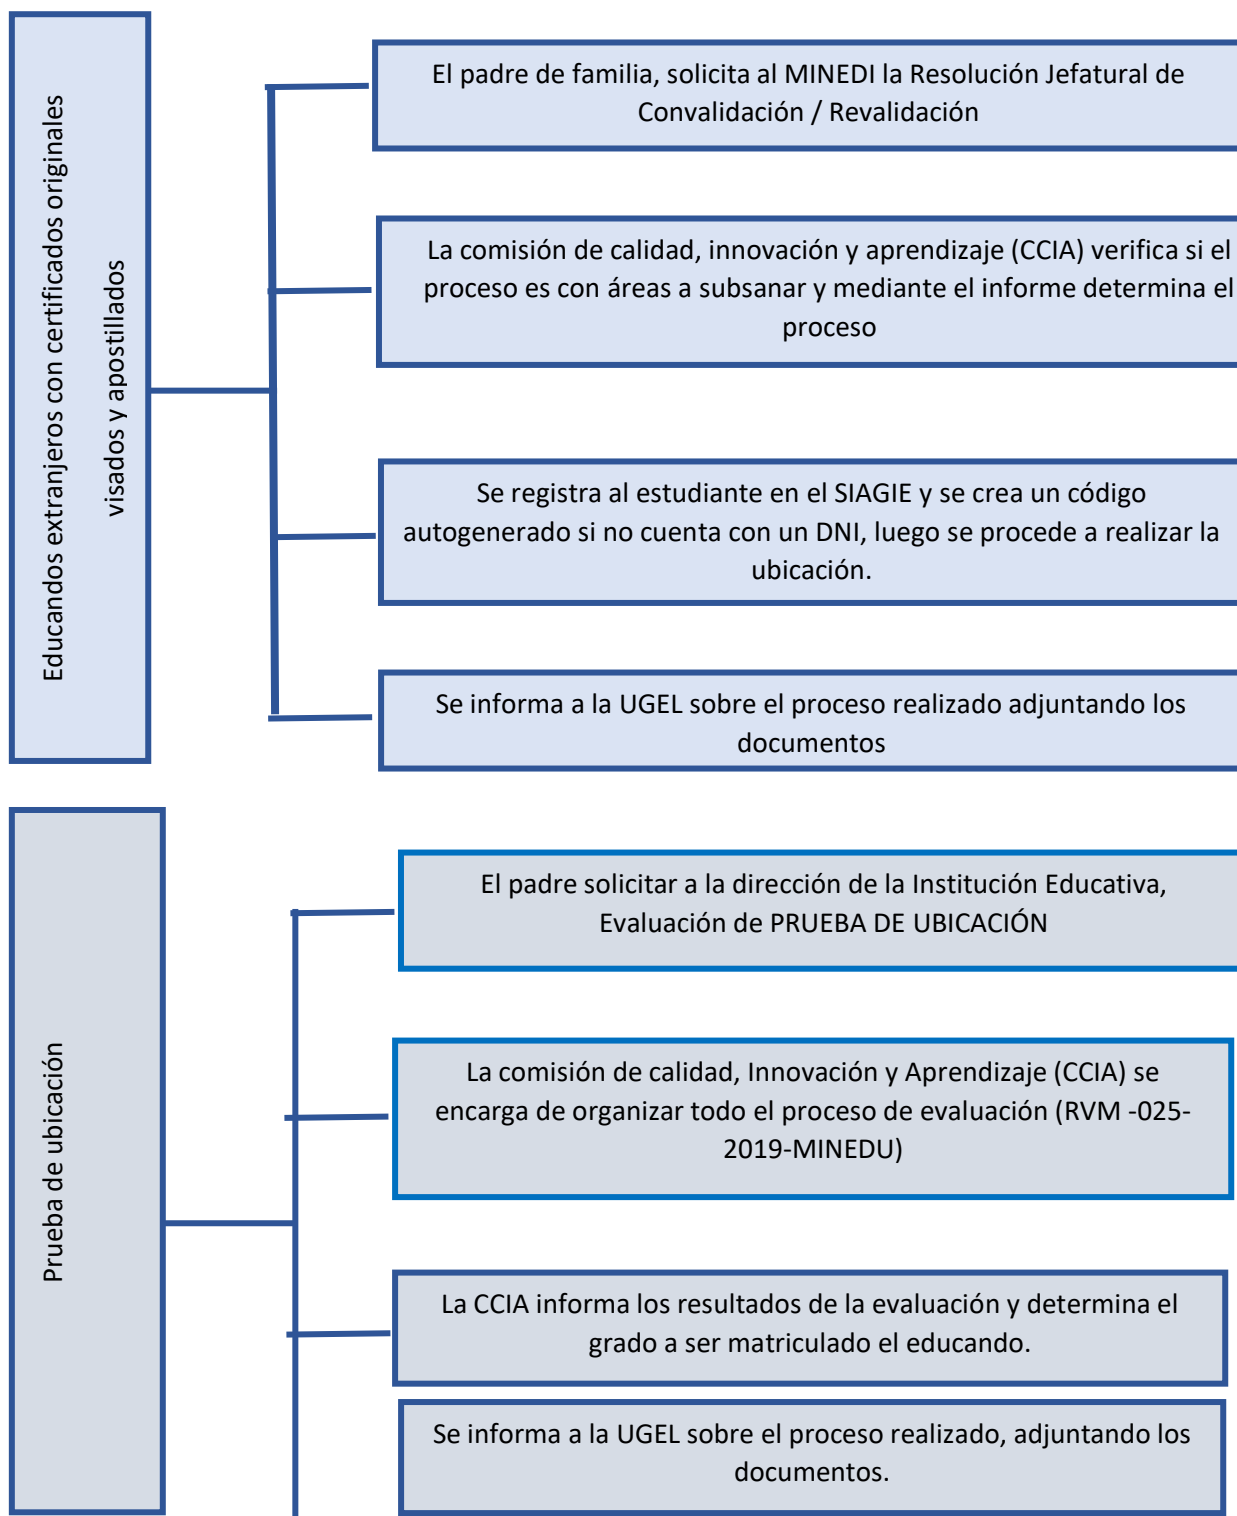 Educandos extranjeros con certificados originales
visados y apostillados
El padre de familia, solicita al MINEDI la Resolución Jefatural de
Convalidación / Revalidación
La comisión de calidad, innovación y aprendizaje (CCIA) verifica si el
proceso es con áreas a subsanar y mediante el informe determina el
proceso
Se registra al estudiante en el SIAGIE y se crea un código
autogenerado si no cuenta con un DNI, luego se procede a realizar la
ubicación.
Se informa a la UGEL sobre el proceso realizado adjuntando los
documentos
Prueba de ubicación
El padre solicitar a la dirección de la Institución Educativa,
Evaluación de PRUEBA DE UBICACIÓN
La comisión de calidad, Innovación y Aprendizaje (CCIA) se
encarga de organizar todo el proceso de evaluación (RVM -025-
2019-MINEDU)
La CCIA informa los resultados de la evaluación y determina el
grado a ser matriculado el educando.
Se informa a la UGEL sobre el proceso realizado, adjuntando los
documentos.